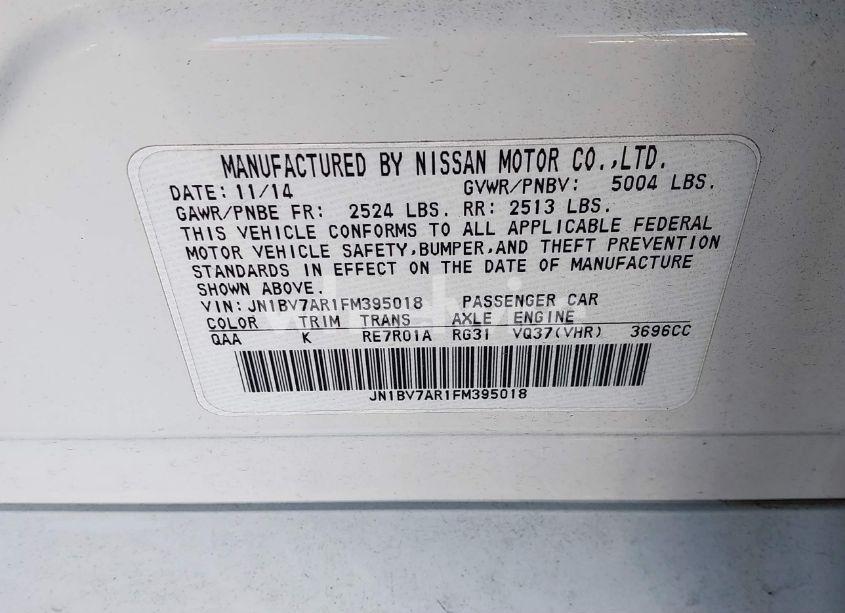 MANUFACTURED BY NISSAN MOTOR CO.,LTD.
DATE: 11/14 GVWR/PNBV: 5004 LBS.
GAWR/PNBE FR: 2524 LBS. RR: 2513 LBS.
THIS VEHICLE CONFORMS TO ALL APPLICABLE FEDERAL
MOTOR VEHICLE SAFETY,BUMPER,AND THEFT PREVENTION
STANDARDS IN EFFECT ON THE DATE OF MANUFACTURE
SHOWN ABOVE.
VIN: JN1BV7AR1FM395018 PASSENGER CAR
COLOR TRIM TRANS AXLE ENGINE
QAA K RE7R01A RG31 VQ37(VHR) 3696CC
JN1BV7AR1FM395018